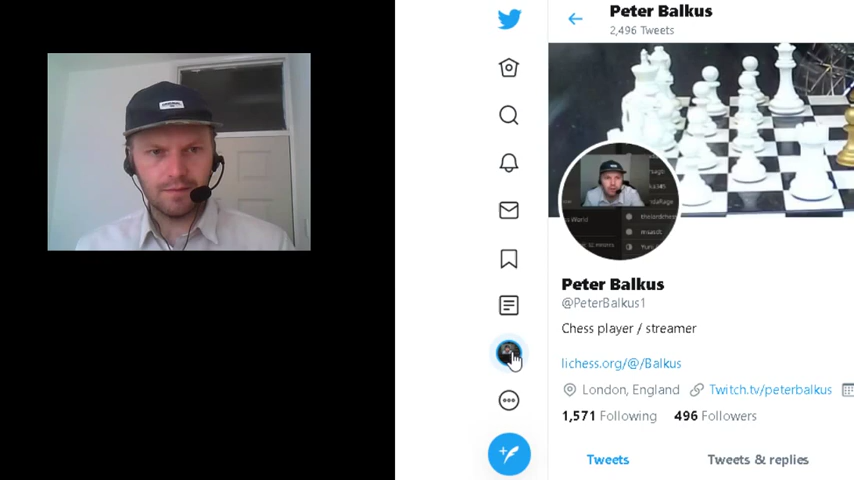 Peter Balkus
2,496 Tweets
Peter Balkus
@PeterBalkus1
Chess player / streamer
lichess.org/@/Balkus
London, England Twitch.tv/peterbalkus
1,571 Following 496 Followers
Tweets Tweets & replies